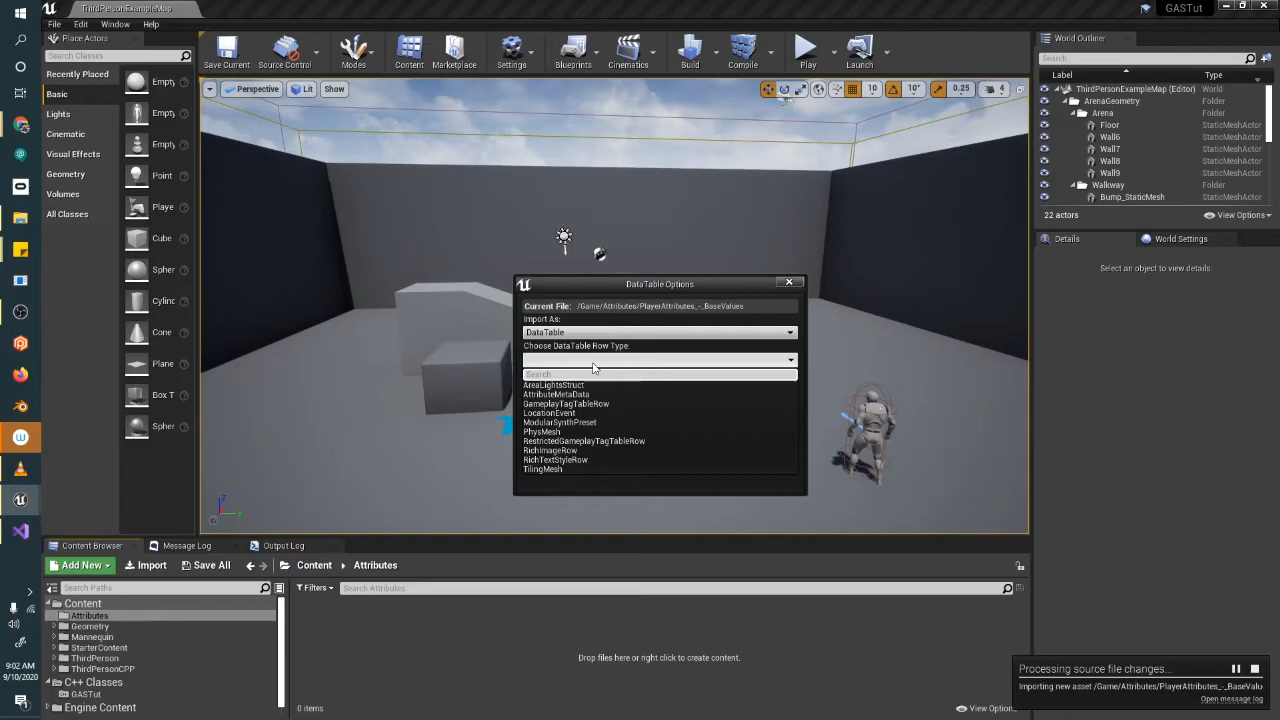 ThirdPersonExampleMap
GASTut
File Edit Window Help
Place Actors
Search Classes
Recently Placed
Basic
Lights
Cinematic
Visual Effects
Geometry
Volumes
All Classes
Empty
Empty
Empty
Point
Playe
Cube
Spher
Cylinc
Cone
Plane
Box T
Spher
Save Current
Source Control
Modes
Content
Marketplace
Settings
Blueprints
Cinematics
Build
Compile
Play
Launch
Perspective
Lit
Show
10
10°
0.25
4
DataTable Options
Current File: /Game/Attributes/PlayerAttributes_-_BaseValues
Import As:
DataTable
Choose DataTable Row Type:
Search
AreaLightsStruct
AttributeMetaData
GameplayTagTableRow
LocationEvent
ModularSynthPreset
PhysMesh
RestrictedGameplayTagTableRow
RichImageRow
RichTextStyleRow
TilingMesh
World Outliner
Search
Label Type
ThirdPersonExampleMap (Editor) World
ArenaGeometry Folder
Arena Folder
Floor StaticMeshActor
Wall6 StaticMeshActor
Wall7 StaticMeshActor
Wall8 StaticMeshActor
Wall9 StaticMeshActor
Walkway Folder
Bump_StaticMesh StaticMeshActor
22 actors
View Options
Details
World Settings
Select an object to view details.
Content Browser
Message Log
Output Log
Add New
Import
Save All
Content
Attributes
Search Paths
Filters
Search Attributes
Content
Attributes
Geometry
Mannequin
StarterContent
ThirdPerson
ThirdPersonCPP
C++ Classes
GASTut
Engine Content
Drop files here or right click to create content.
0 items
View Options
Processing source file changes...
Importing new asset /Game/Attributes/PlayerAttributes_-_BaseValu
Open message log
9:02 AM
9/10/2020